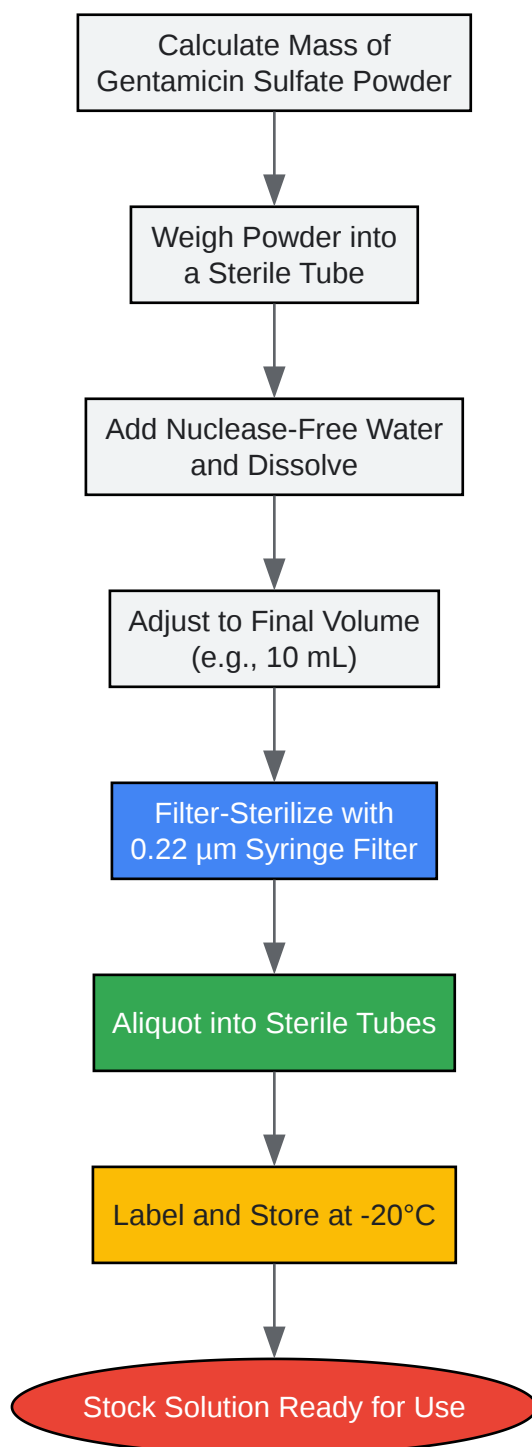 Calculate Mass of
Gentamicin Sulfate Powder
Weigh Powder into
a Sterile Tube
Add Nuclease-Free Water
and Dissolve
Adjust to Final Volume
(e.g., 10 mL)
Filter-Sterilize with
0.22 µm Syringe Filter
Aliquot into Sterile Tubes
Label and Store at -20°C
Stock Solution Ready for Use